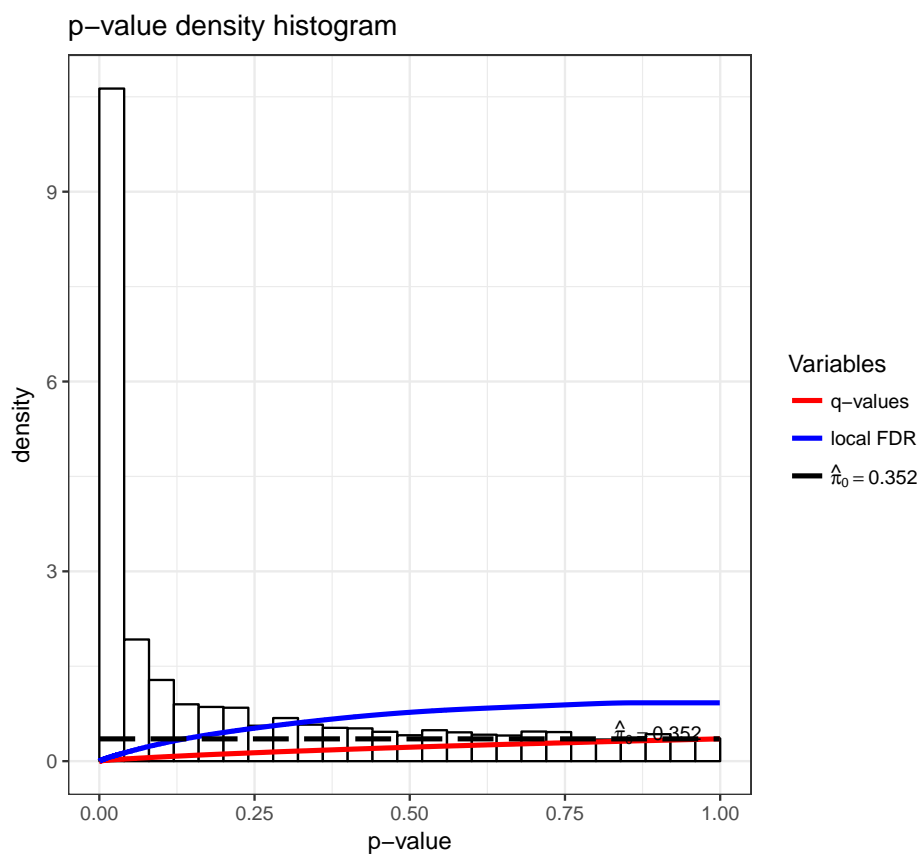 p−value density histogram
9
6
3
0
density
π̂₀ = 0.352
0.00 0.25 0.50 0.75 1.00
p−value
Variables
q−values
local FDR
π̂₀ = 0.352